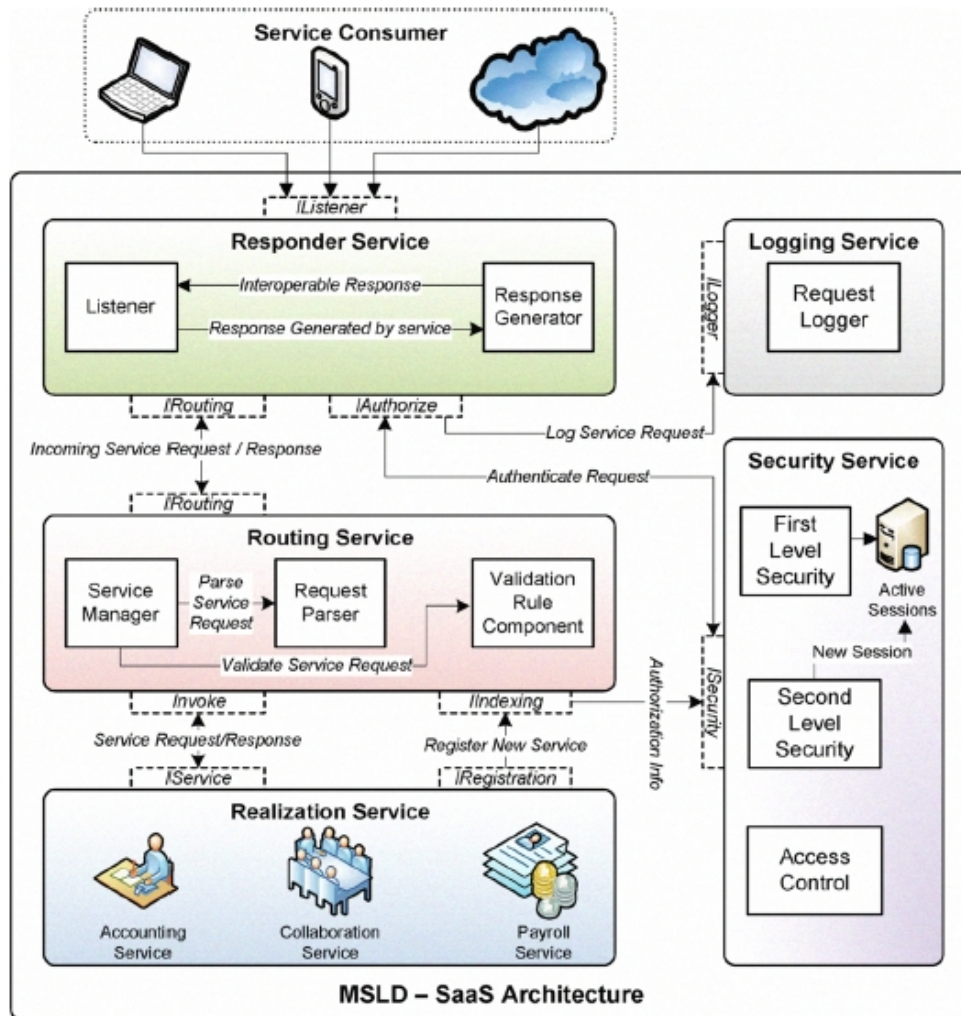 Service Consumer
IListener
Responder Service
Listener
Interoperable Response
Response Generated by service
Response
Generator
IRouting
IAuthorize
Logging Service
ILogger
Request
Logger
Log Service Request
Incoming Service Request / Response
Authenticate Request
IRouting
Routing Service
Service
Manager
Parse
Service
Request
Request
Parser
Validation
Rule
Component
Validate Service Request
Invoke
IIndexing
Security Service
First
Level
Security
Active
Sessions
New Session
ISecurity
Second
Level
Security
Access
Control
Authorization Info
Service Request/Response
Register New Service
IService
IRegistration
Realization Service
Accounting
Service
Collaboration
Service
Payroll
Service
MSLD – SaaS Architecture